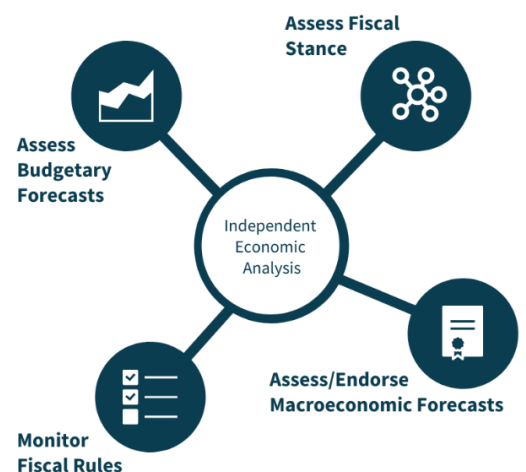 Assess Fiscal
Stance
Assess
Budgetary
Forecasts
Independent
Economic
Analysis
Assess/Endorse
Macroeconomic Forecasts
Monitor
Fiscal Rules